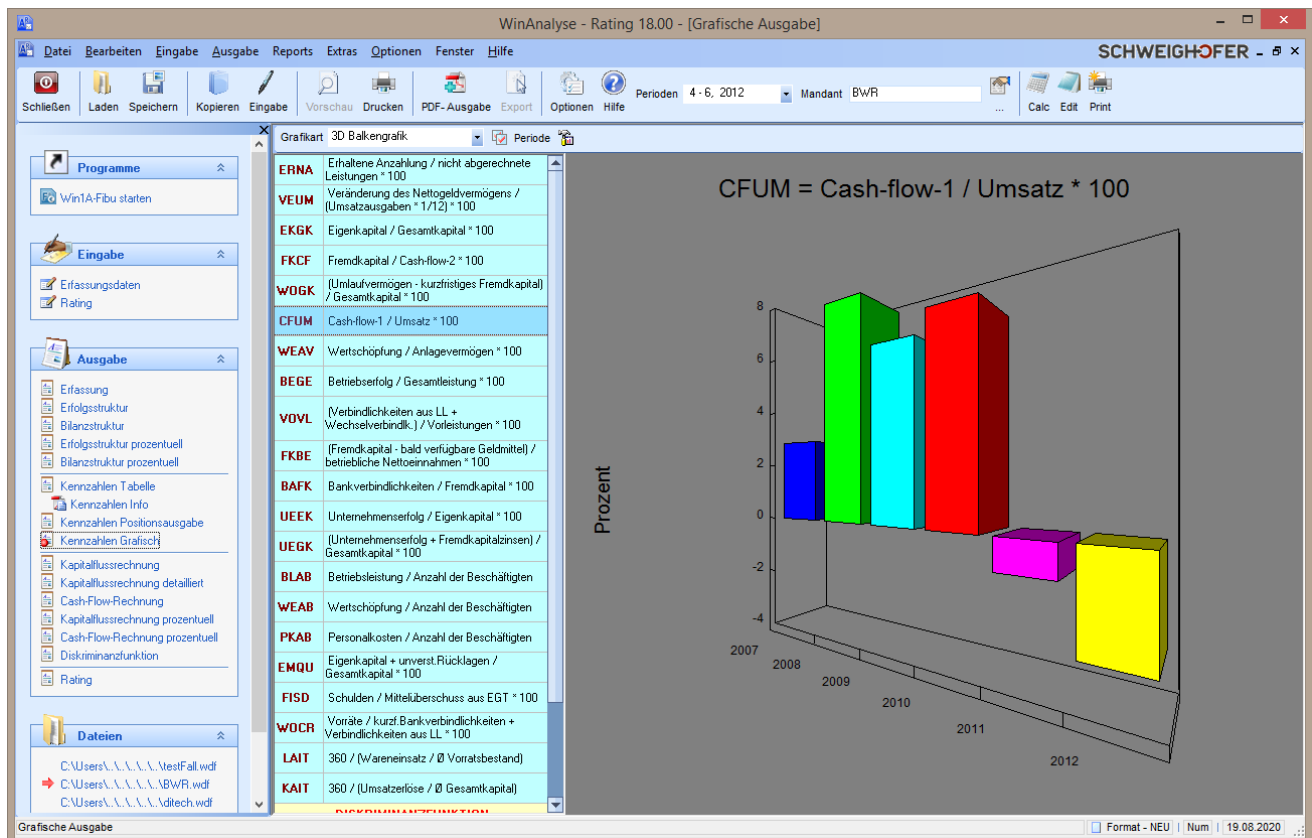 WinAnalyse - Rating 18.00 - [Grafische Ausgabe]
Datei Bearbeiten Eingabe Ausgabe Reports Extras Optionen Fenster Hilfe
SCHWEIGHOFER
Schließen Laden Speichern Kopieren Eingabe Vorschau Drucken PDF-Ausgabe Export Optionen Hilfe Perioden 4 - 6, 2012 Mandant BWR ... Calc Edit Print
Grafikart 3D Balkengrafik Periode
Programme
Win1A-Fibu starten
Eingabe
Erfassungsdaten
Rating
Ausgabe
Erfassung
Erfolgsstruktur
Bilanzstruktur
Erfolgsstruktur prozentuell
Bilanzstruktur prozentuell
Kennzahlen Tabelle
Kennzahlen Info
Kennzahlen Positionsausgabe
Kennzahlen Grafisch
Kapitalflussrechnung
Kapitalflussrechnung detailliert
Cash-Flow-Rechnung
Kapitalflussrechnung prozentuell
Cash-Flow-Rechnung prozentuell
Diskriminanzfunktion
Rating
Dateien
C:\Users\..\..\..\..\..\testFall.wdf
C:\Users\..\..\..\..\..\BWR.wdf
C:\Users\..\..\..\..\..\ditech.wdf
ERNA Erhaltene Anzahlung / nicht abgerechnete
Leistungen * 100
VEUM Veränderung des Nettogeldvermögens /
(Umsatzausgaben * 1/12) * 100
EKGK Eigenkapital / Gesamtkapital * 100
FKCF Fremdkapital / Cash-flow-2 * 100
WOGK (Umlaufvermögen - kurzfristiges Fremdkapital)
/ Gesamtkapital * 100
CFUM Cash-flow-1 / Umsatz * 100
WEAV Wertschöpfung / Anlagevermögen * 100
BEGE Betriebserfolg / Gesamtleistung * 100
VOVL (Verbindlichkeiten aus LL +
Wechselverbindlk.) / Vorleistungen * 100
FKBE (Fremdkapital - bald verfügbare Geldmittel) /
betriebliche Nettoeinnahmen * 100
BAFK Bankverbindlichkeiten / Fremdkapital * 100
UEEK Unternehmenserfolg / Eigenkapital * 100
UEGK (Unternehmenserfolg + Fremdkapitalzinsen) /
Gesamtkapital * 100
BLAB Betriebsleistung / Anzahl der Beschäftigten
WEAB Wertschöpfung / Anzahl der Beschäftigten
PKAB Personalkosten / Anzahl der Beschäftigten
EMQU Eigenkapital + unverst.Rücklagen /
Gesamtkapital * 100
FISD Schulden / Mittelüberschuss aus EGT * 100
WOCR Vorräte / kurzf.Bankverbindlichkeiten +
Verbindlichkeiten aus LL * 100
LAIT 360 / (Wareneinsatz / Ø Vorratsbestand)
KAIT 360 / (Umsatzerlöse / Ø Gesamtkapital)
DISKRIMINANZFUNKTION
CFUM = Cash-flow-1 / Umsatz * 100
Prozent
8
6
4
2
0
-2
-4
2007
2008
2009
2010
2011
2012
Grafische Ausgabe
Format - NEU Num 19.08.2020